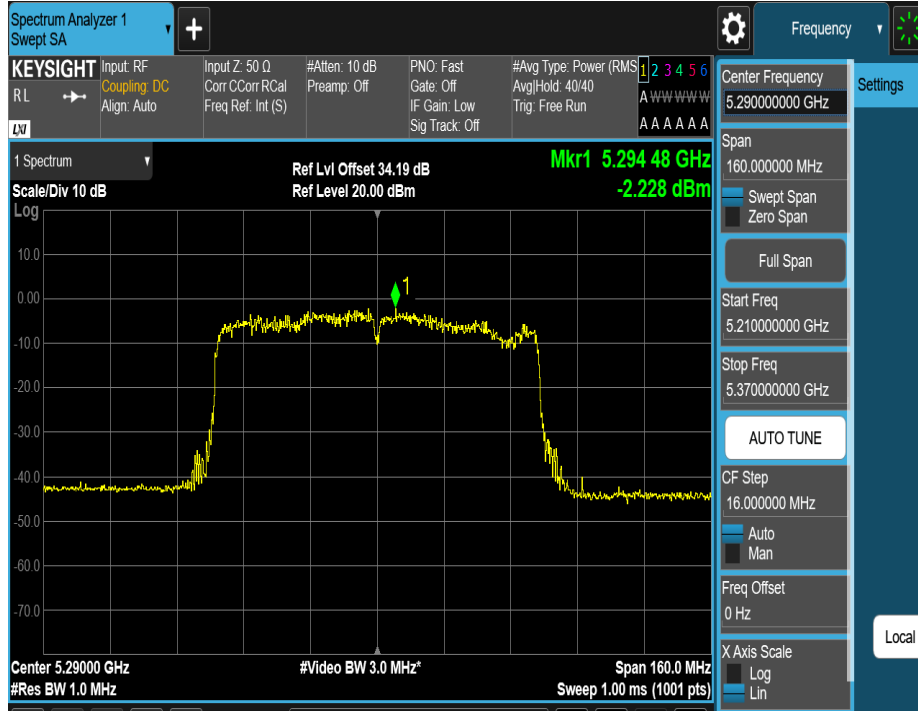 Spectrum Analyzer 1
Swept SA
+
Frequency
KEYSIGHT
R L
LXI
Input: RF
Coupling: DC
Align: Auto
Input Z: 50 Ω
Corr CCorr RCal
Freq Ref: Int (S)
#Atten: 10 dB
Preamp: Off
PNO: Fast
Gate: Off
IF Gain: Low
Sig Track: Off
#Avg Type: Power (RMS
Avg|Hold: 40/40
Trig: Free Run
1 2 3 4 5 6
A W W W W W
A A A A A A
1 Spectrum
Scale/Div 10 dB
Log
Ref Lvl Offset 34.19 dB
Ref Level 20.00 dBm
Mkr1 5.294 48 GHz
-2.228 dBm
10.0
0.00
-10.0
-20.0
-30.0
-40.0
-50.0
-60.0
-70.0
1
Center 5.29000 GHz
#Res BW 1.0 MHz
#Video BW 3.0 MHz*
Span 160.0 MHz
Sweep 1.00 ms (1001 pts)
Center Frequency
5.290000000 GHz
Span
160.000000 MHz
Swept Span
Zero Span
Full Span
Start Freq
5.210000000 GHz
Stop Freq
5.370000000 GHz
AUTO TUNE
CF Step
16.000000 MHz
Auto
Man
Freq Offset
0 Hz
X Axis Scale
Log
Lin
Settings
Local